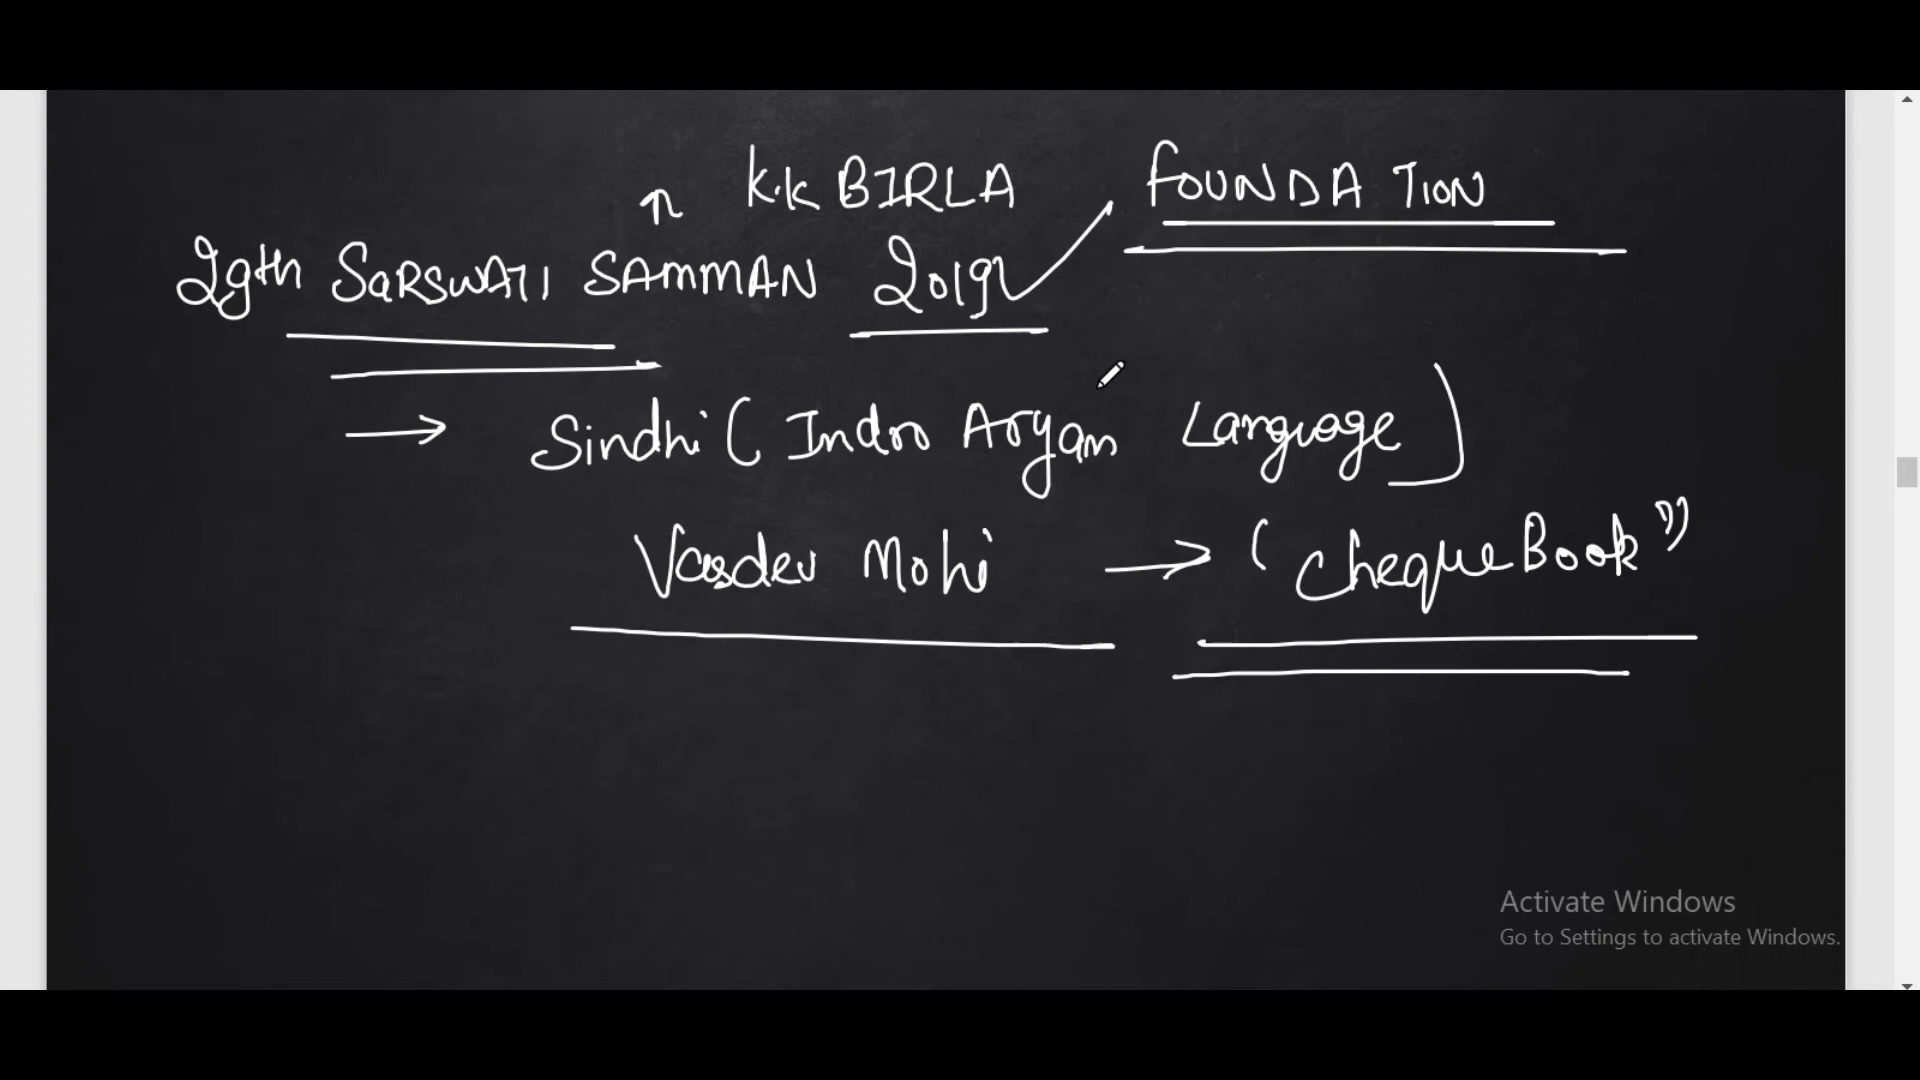 K.K BIRLA FOUNDATION
29th SARSWATI SAMMAN 2019
→ Sindhi ( Indro Aryan Language )
Vasdev Mohi → ( Cheque Book ”
Activate Windows
Go to Settings to activate Windows.